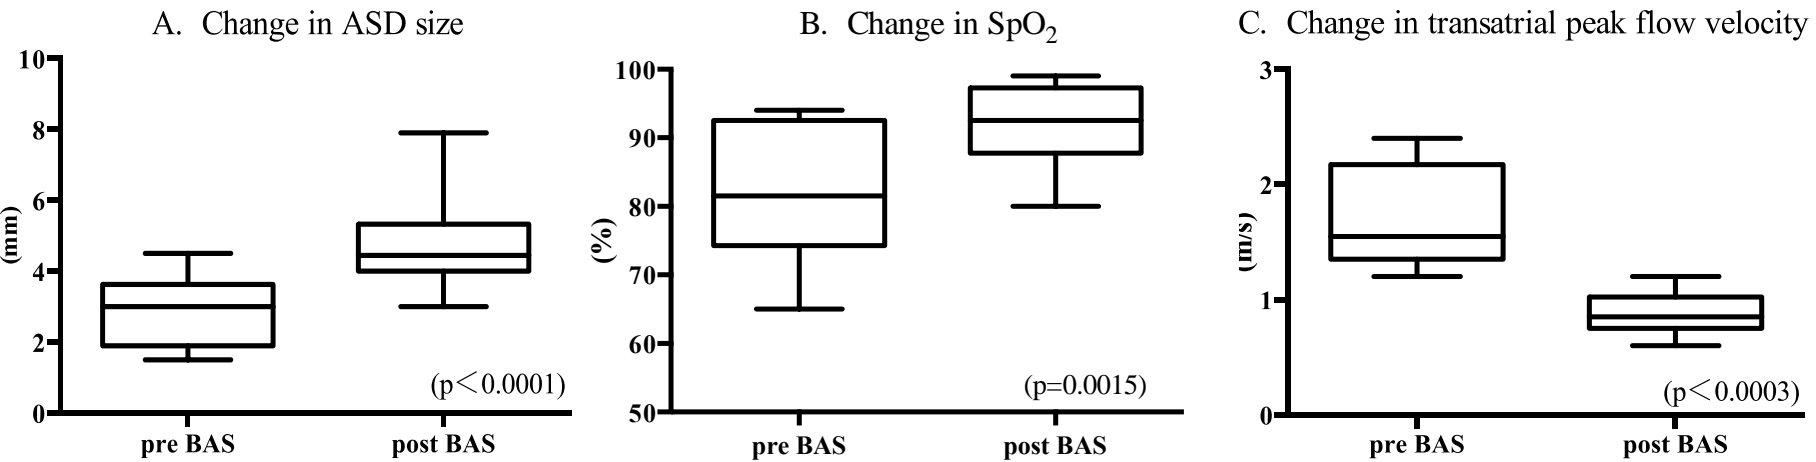 A. Change in ASD size
10
8
6
4
2
0
(mm)
(p<0.0001)
pre BAS
post BAS
B. Change in SpO₂
100
90
80
70
60
50
(%)
(p=0.0015)
pre BAS
post BAS
C. Change in transatrial peak flow velocity
3
2
1
0
(m/s)
(p<0.0003)
pre BAS
post BAS